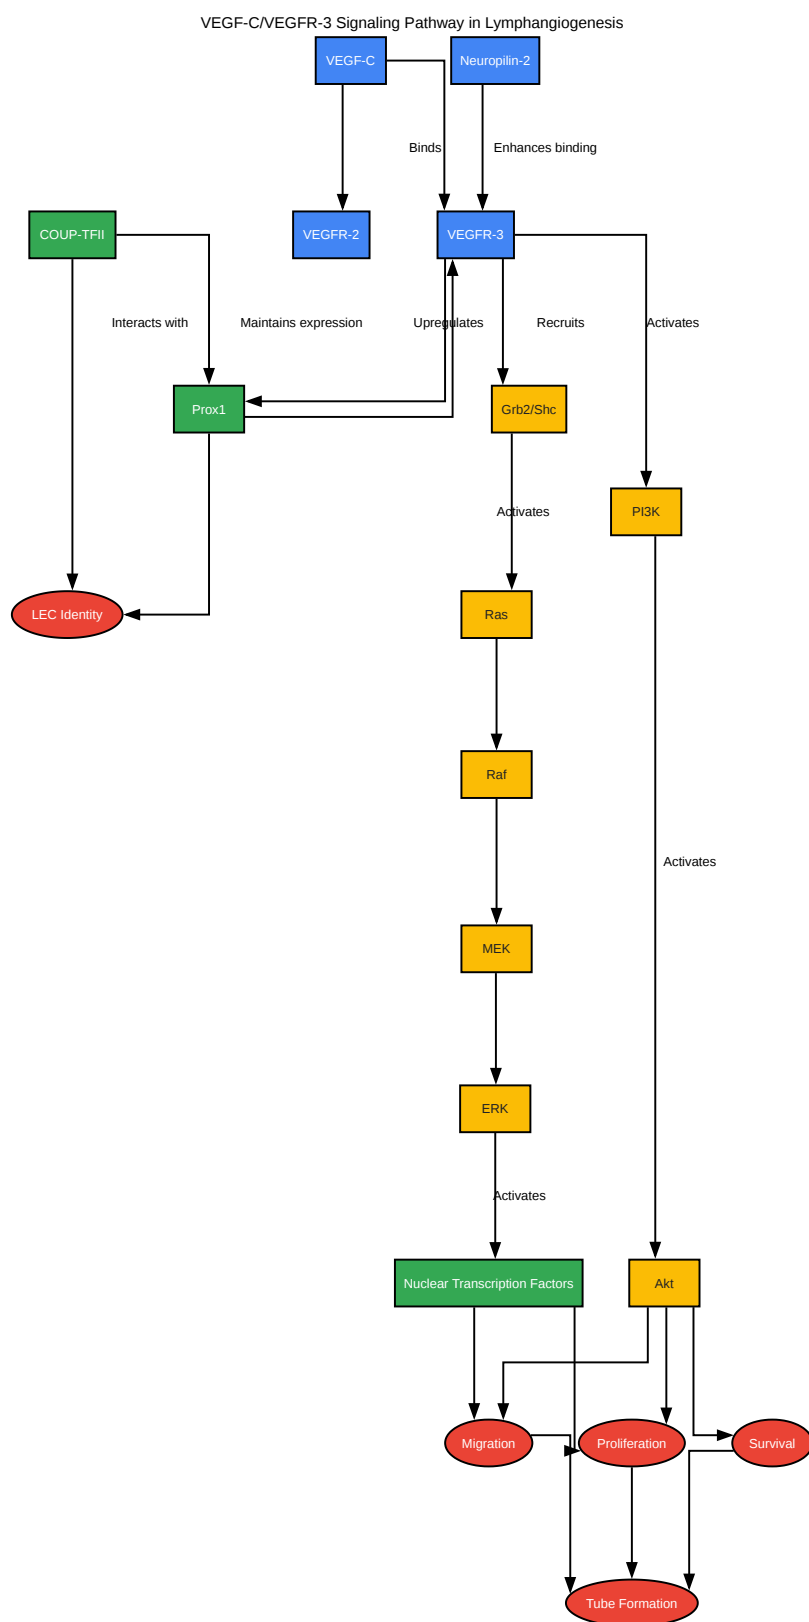 VEGF-C/VEGFR-3 Signaling Pathway in Lymphangiogenesis
VEGF-C
Neuropilin-2
Binds
Enhances binding
COUP-TFII
VEGFR-2
VEGFR-3
Interacts with
Maintains expression
Upregulates
Recruits
Activates
Prox1
Grb2/Shc
Activates
PI3K
LEC Identity
Ras
Raf
Activates
MEK
ERK
Activates
Nuclear Transcription Factors
Akt
Migration
Proliferation
Survival
Tube Formation